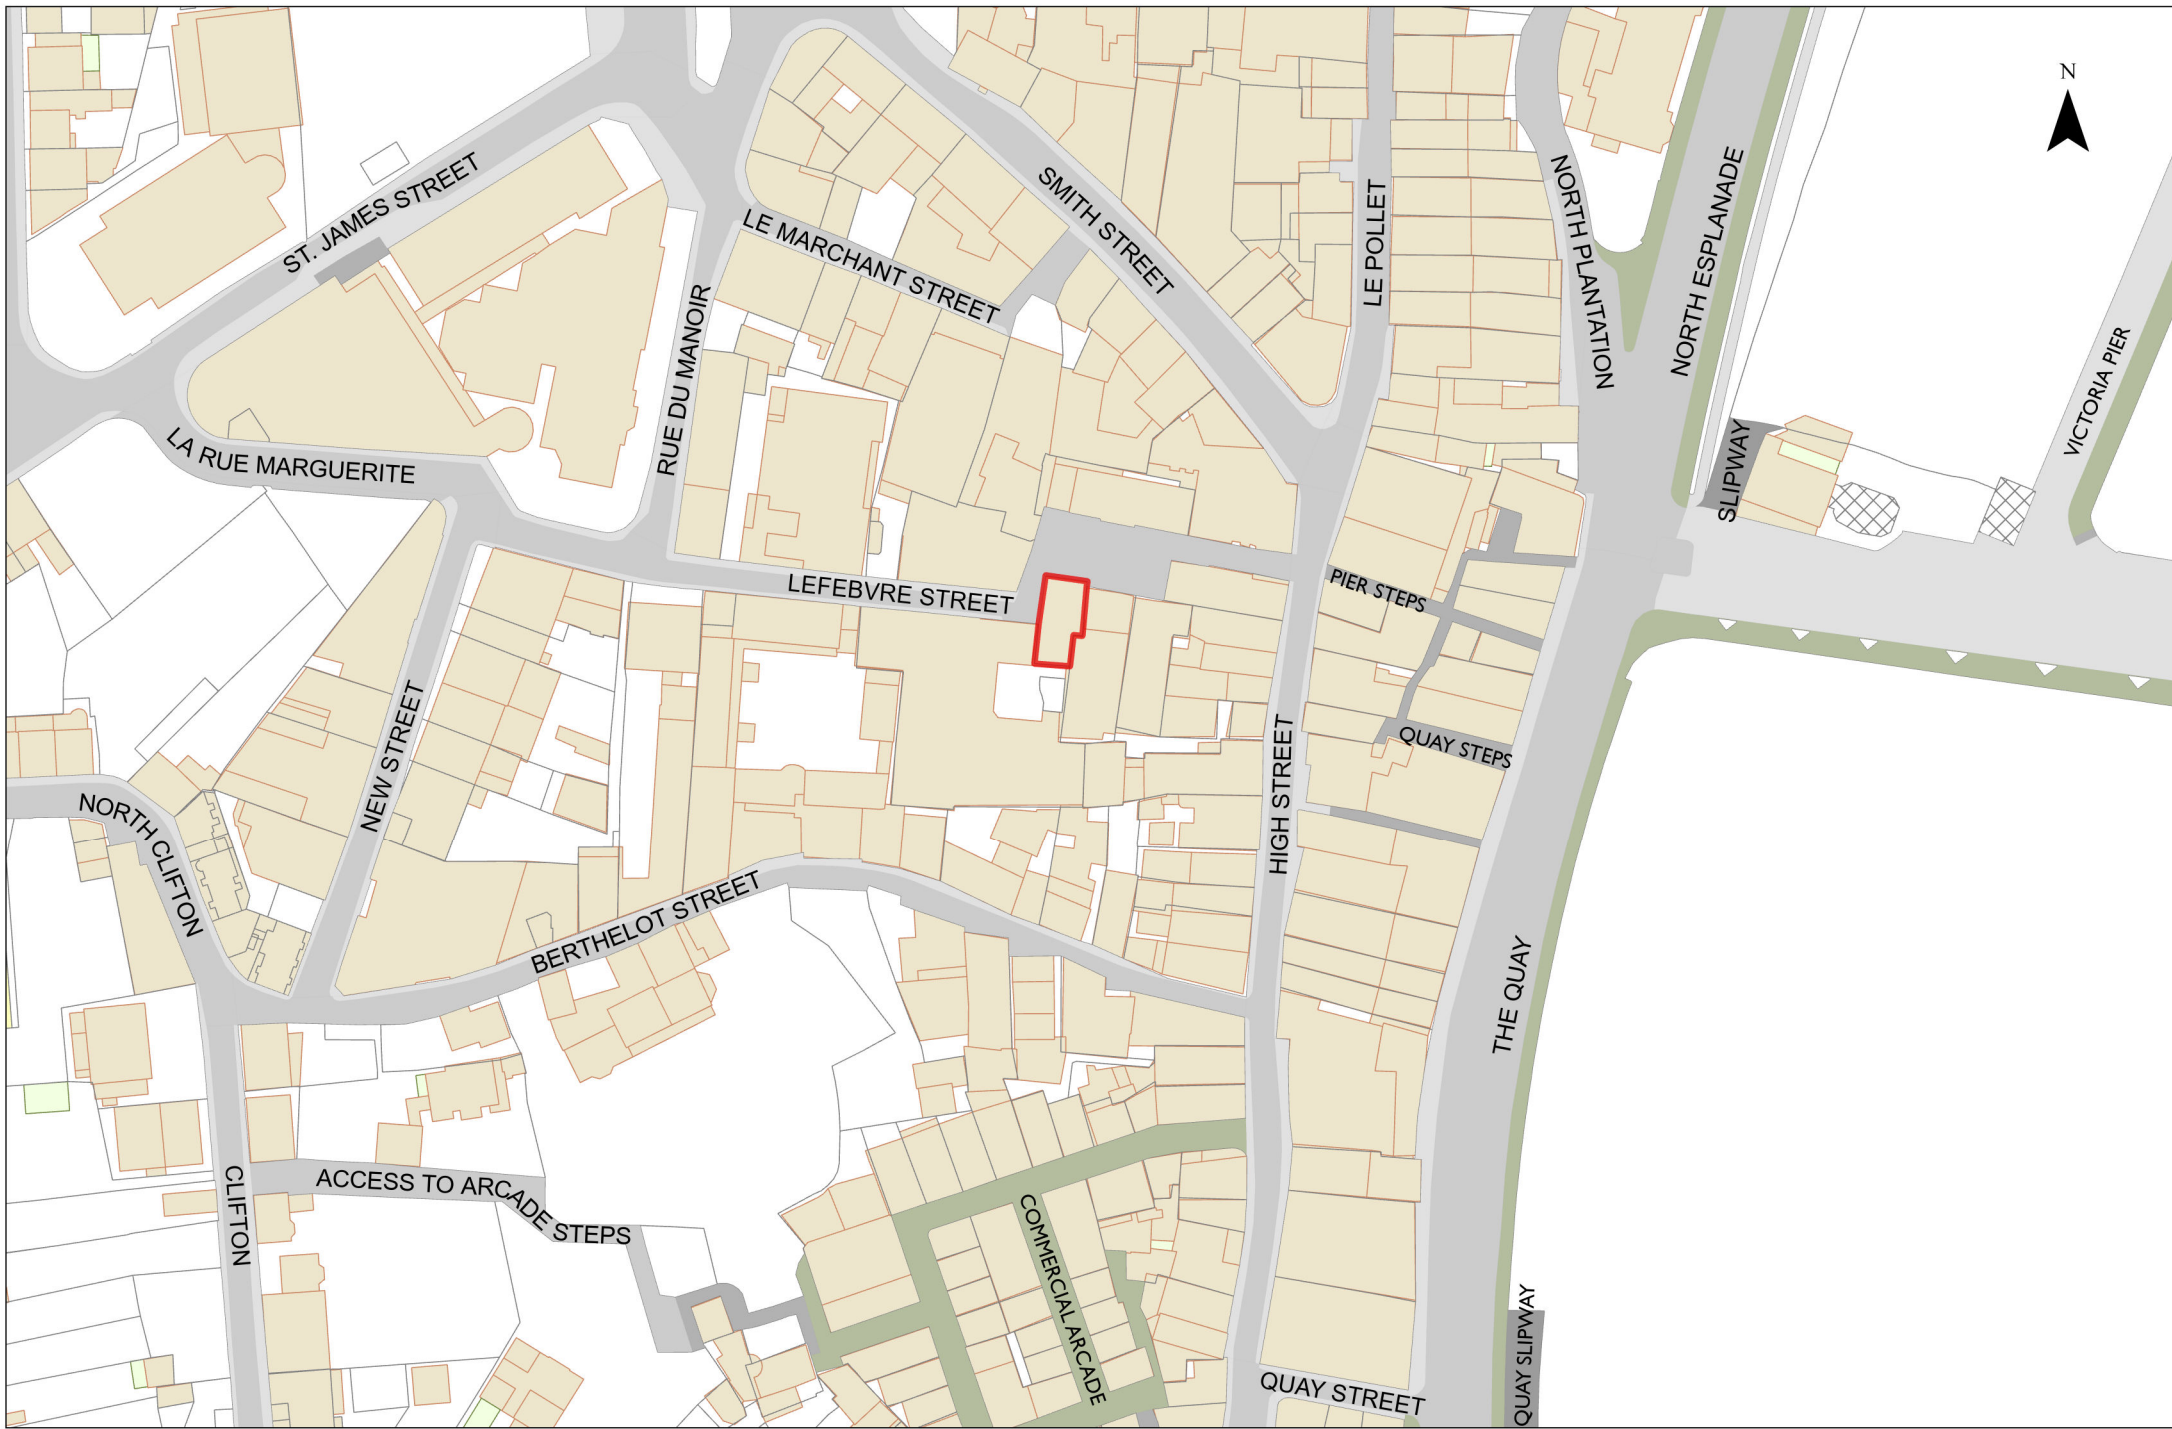 N
ST. JAMES STREET
SMITH STREET
LE POLLET
NORTH PLANTATION
NORTH ESPLANADE
LE MARCHANT STREET
RUE DU MANOIR
VICTORIA PIER
LA RUE MARGUERITE
SLIPWAY
LEFEBVRE STREET
PIER STEPS
NEW STREET
QUAY STEPS
HIGH STREET
NORTH CLIFTON
BERTHELOT STREET
THE QUAY
CLIFTON
ACCESS TO ARCADE STEPS
COMMERCIAL ARCADE
QUAY SLIPWAY
QUAY STREET